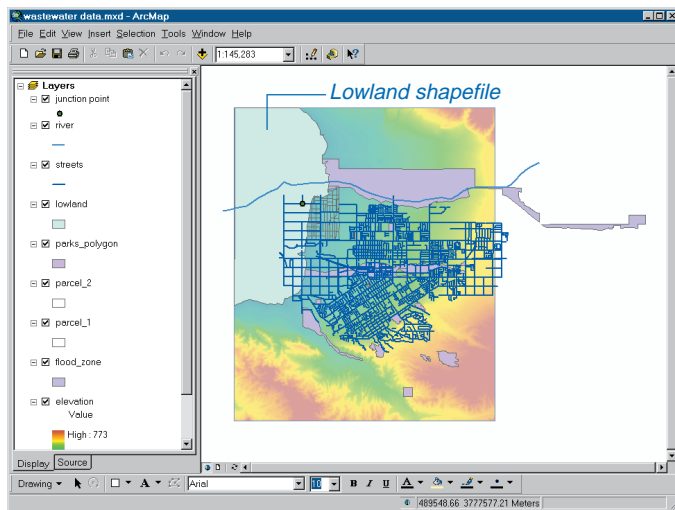 wastewater data.mxd - ArcMap
File Edit View Insert Selection Tools Window Help
1:145,283
Layers
junction point
river
streets
lowland
parks_polygon
parcel_2
parcel_1
flood_zone
elevation
Value
High : 773
Display Source
Lowland shapefile
Drawing A Arial 10 B I U A
489548.66 3777577.21 Meters